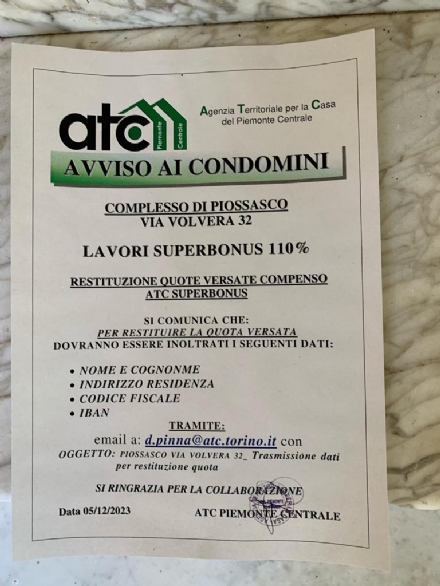 atc
Piemonte
Centrale
Agenzia Territoriale per la Casa
del Piemonte Centrale
AVVISO AI CONDOMINI
COMPLESSO DI PIOSSASCO
VIA VOLVERA 32
LAVORI SUPERBONUS 110%
RESTITUZIONE QUOTE VERSATE COMPENSO
ATC SUPERBONUS
SI COMUNICA CHE:
PER RESTITUIRE LA QUOTA VERSATA
DOVRANNO ESSERE INOLTRATI I SEGUENTI DATI:
• NOME E COGNONME
• INDIRIZZO RESIDENZA
• CODICE FISCALE
• IBAN
TRAMITE:
email a: d.pinna@atc.torino.it con
OGGETTO: PIOSSASCO VIA VOLVERA 32_ Trasmissione dati
per restituzione quota
SI RINGRAZIA PER LA COLLABORAZIONE
Data 05/12/2023 ATC PIEMONTE CENTRALE